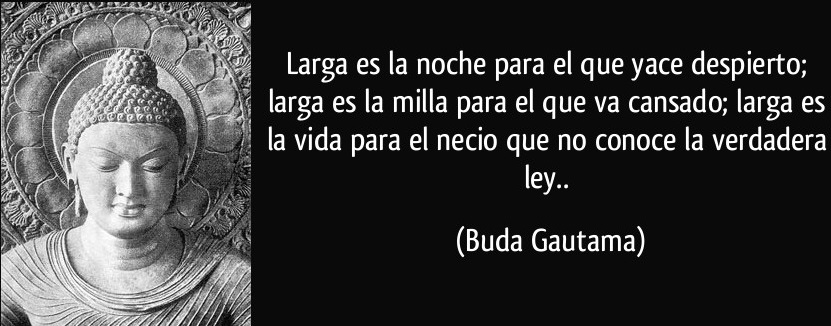 Larga es la noche para el que yace despierto;
larga es la milla para el que va cansado; larga es
la vida para el necio que no conoce la verdadera
ley..
(Buda Gautama)